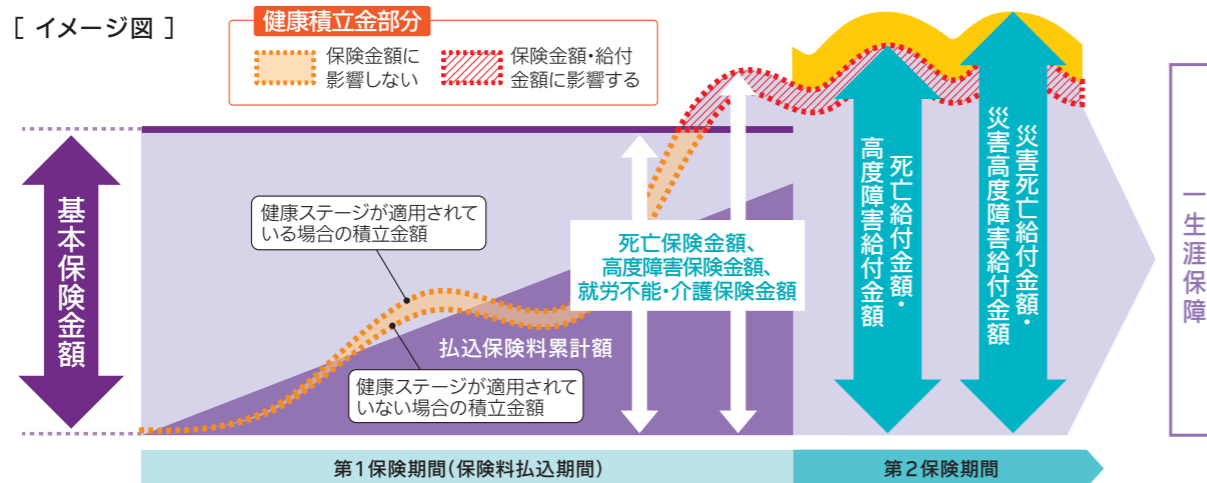 [ イメージ図 ]
健康積立金部分
保険金額に
影響しない
保険金額・給付
金額に影響する
基本保険金額
健康ステージが適用されて
いる場合の積立金額
払込保険料累計額
健康ステージが適用されて
いない場合の積立金額
死亡保険金額、
高度障害保険金額、
就労不能・介護保険金額
死亡給付金額・
高度障害給付金額
災害死亡給付金額・
災害高度障害給付金額
一生涯保障
第1保険期間(保険料払込期間)
第2保険期間